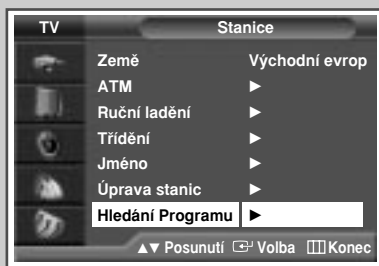 TV Stanice
Země Východní evrop
ATM ►
Ruční ladění ►
Třídění ►
Jméno ►
Úprava stanic ►
Hledání Programu ►
▲▼ Posunutí Volba Konec